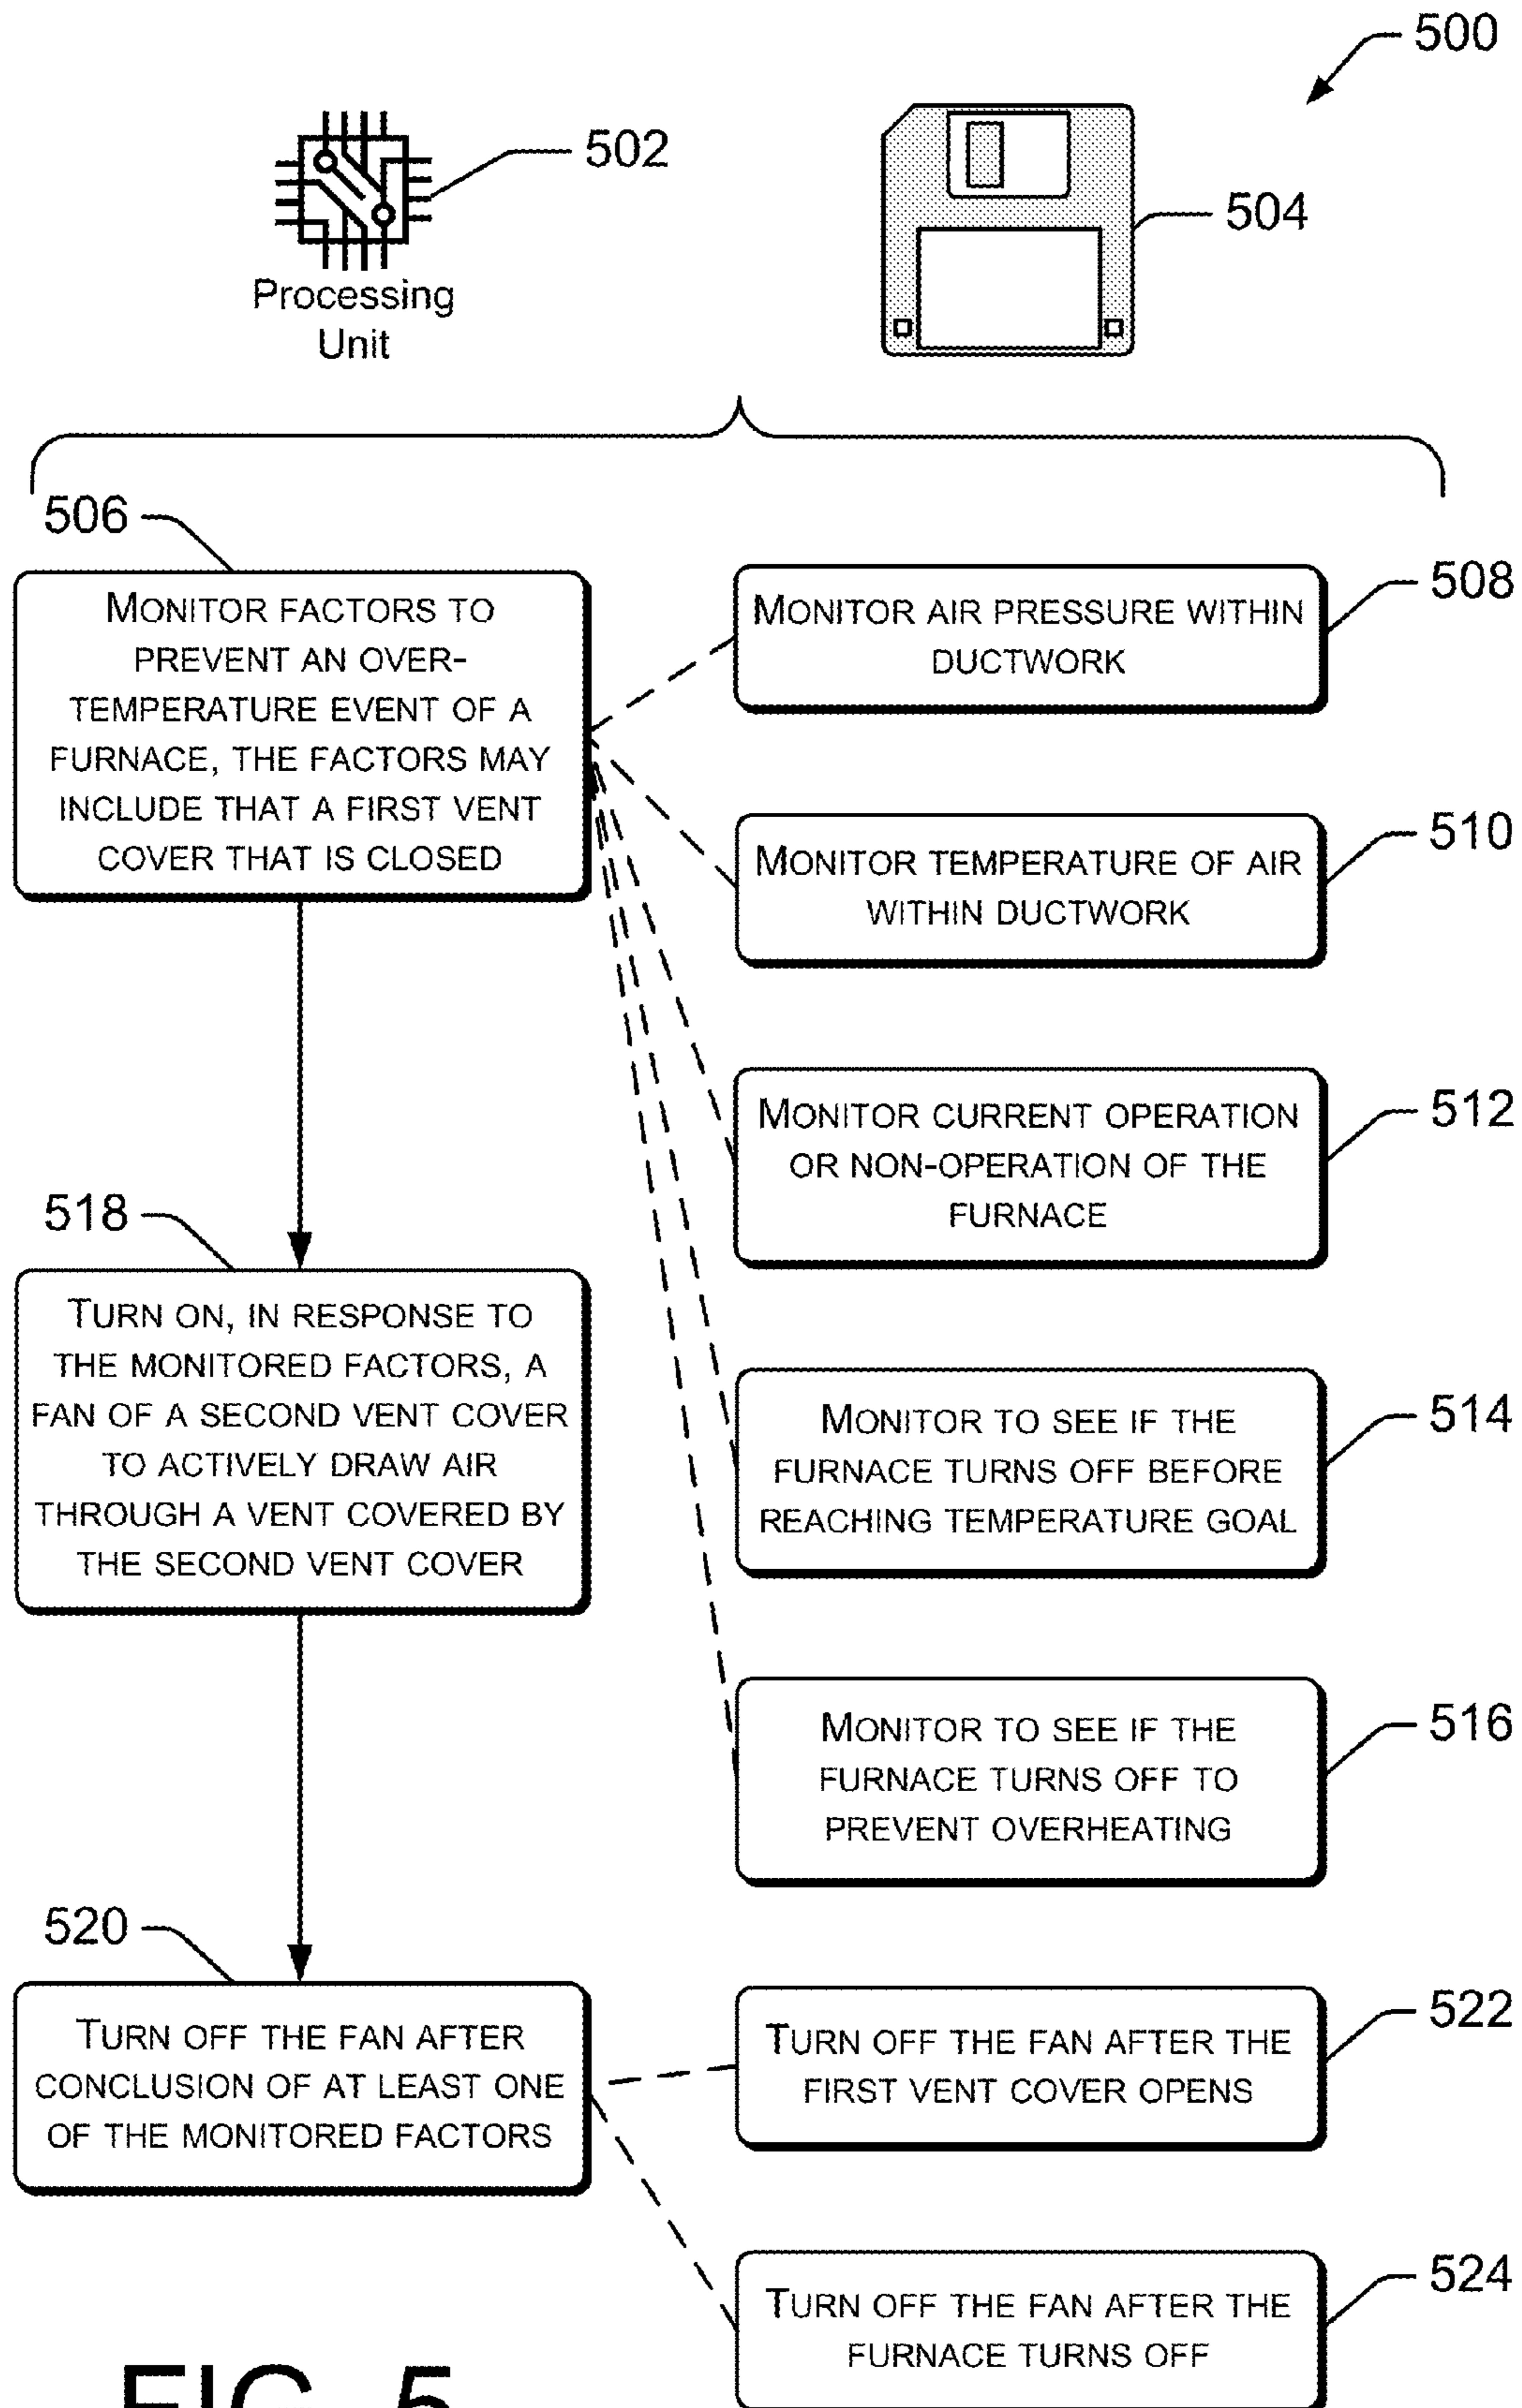 500
502
504
Processing
Unit
506
MONITOR FACTORS TO
PREVENT AN OVER-
TEMPERATURE EVENT OF A
FURNACE, THE FACTORS MAY
INCLUDE THAT A FIRST VENT
COVER THAT IS CLOSED
508
MONITOR AIR PRESSURE WITHIN
DUCTWORK
510
MONITOR TEMPERATURE OF AIR
WITHIN DUCTWORK
512
MONITOR CURRENT OPERATION
OR NON-OPERATION OF THE
FURNACE
518
TURN ON, IN RESPONSE TO
THE MONITORED FACTORS, A
FAN OF A SECOND VENT COVER
TO ACTIVELY DRAW AIR
THROUGH A VENT COVERED BY
THE SECOND VENT COVER
514
MONITOR TO SEE IF THE
FURNACE TURNS OFF BEFORE
REACHING TEMPERATURE GOAL
516
MONITOR TO SEE IF THE
FURNACE TURNS OFF TO
PREVENT OVERHEATING
520
TURN OFF THE FAN AFTER
CONCLUSION OF AT LEAST ONE
OF THE MONITORED FACTORS
522
TURN OFF THE FAN AFTER THE
FIRST VENT COVER OPENS
524
TURN OFF THE FAN AFTER THE
FURNACE TURNS OFF
FIG. 5